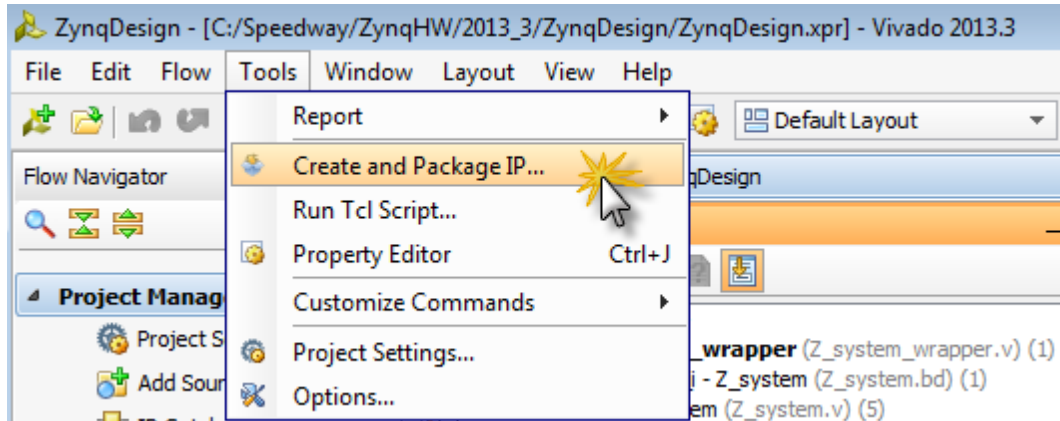 ZynqDesign - [C:/Speedway/ZynqHW/2013_3/ZynqDesign/ZynqDesign.xpr] - Vivado 2013.3
File Edit Flow Tools Window Layout View Help
Report
Default Layout
Flow Navigator
Create and Package IP...
Run Tcl Script...
Property Editor Ctrl+J
Customize Commands
Project Manag
Project S
Project Settings...
_wrapper (Z_system_wrapper.v) (1)
i - Z_system (Z_system.bd) (1)
Add Sour
Options...
em (Z_system.v) (5)